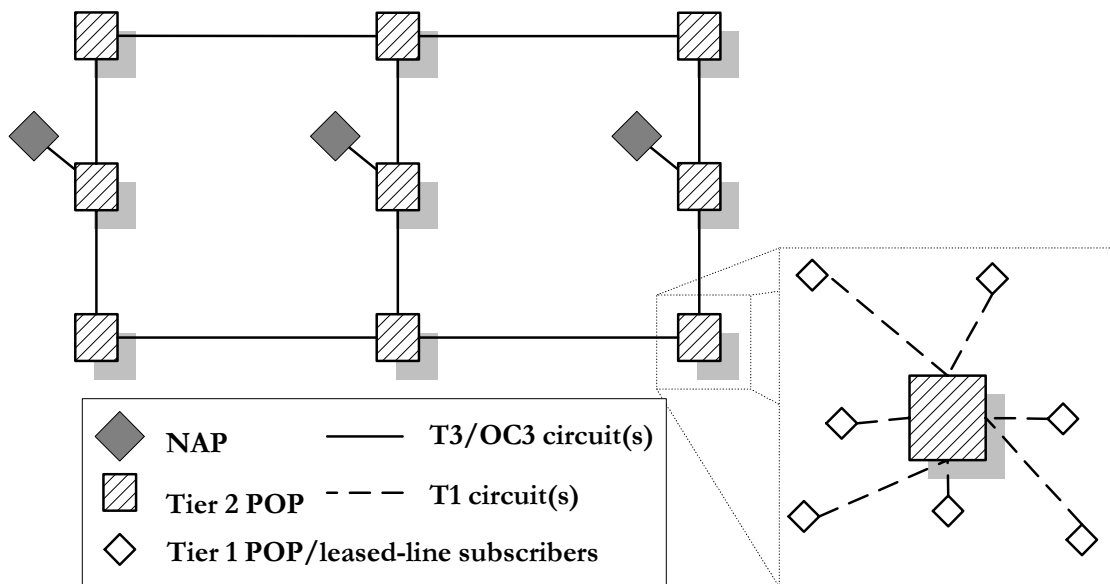 NAP
T3/OC3 circuit(s)
Tier 2 POP
T1 circuit(s)
Tier 1 POP/leased-line subscribers